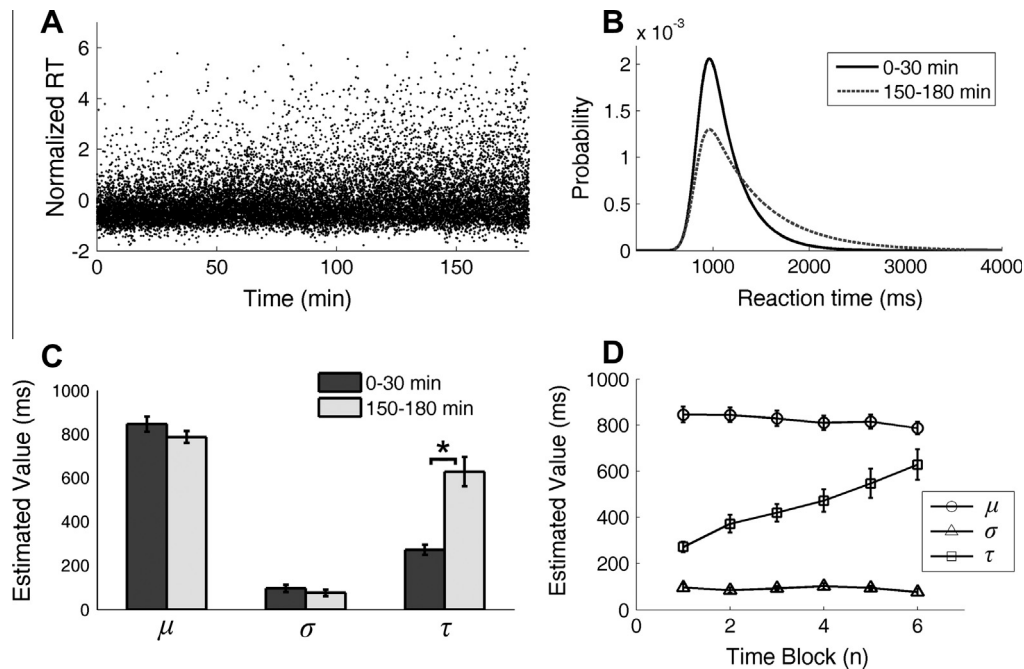 A
Normalized RT
6
4
2
0
-2
0
50
100
150
Time (min)
B
x 10⁻³
Probability
2
1.5
1
0.5
0
1000
2000
3000
4000
Reaction time (ms)
0-30 min
150-180 min
C
Estimated Value (ms)
1000
800
600
400
200
0
0-30 min
150-180 min
*
μ
σ
τ
D
Estimated Value (ms)
1000
800
600
400
200
0
0
2
4
6
Time Block (n)
μ
σ
τ